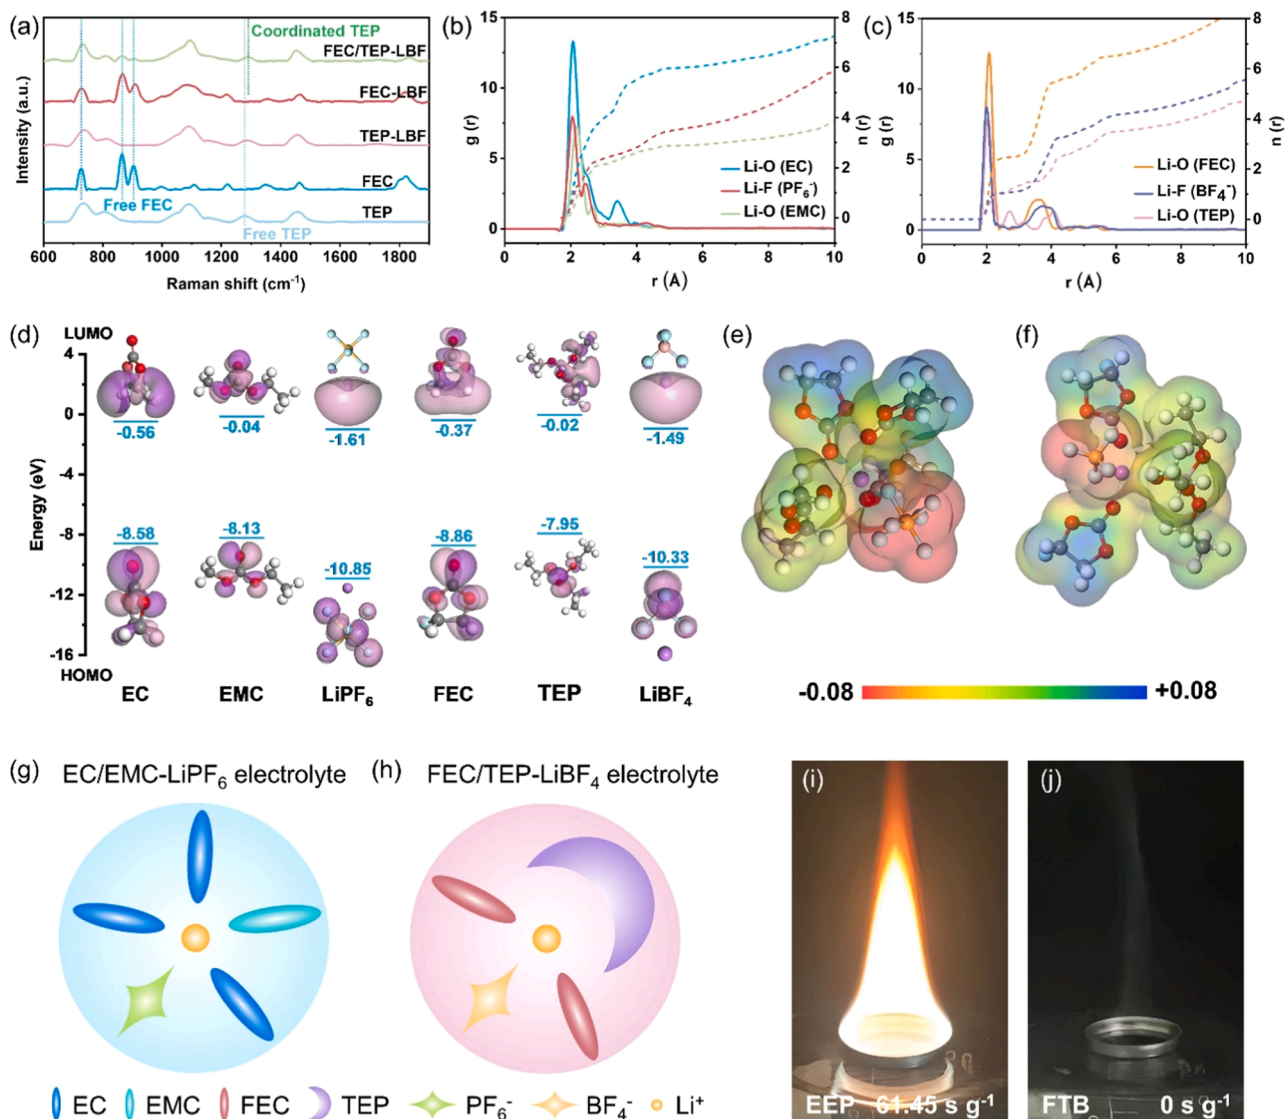 (a)
Coordinated TEP
FEC/TEP-LBF
FEC-LBF
TEP-LBF
FEC
Free FEC
TEP
Free TEP
Intensity (a.u.)
600 800 1000 1200 1400 1600 1800
Raman shift (cm-1)
(b)
15
10
5
0
g (r)
8
6
4
2
0
n (r)
Li-O (EC)
Li-F (PF6-)
Li-O (EMC)
0 2 4 6 8 10
r (Å)
(c)
15
10
5
0
g (r)
8
6
4
2
0
n (r)
Li-O (FEC)
Li-F (BF4-)
Li-O (TEP)
0 2 4 6 8 10
r (Å)
(d)
LUMO
4
0
-4
-8
-12
-16
Energy (eV)
HOMO
-0.56 -0.04 -1.61 -0.37 -0.02 -1.49
-8.58 -8.13 -10.85 -8.86 -7.95 -10.33
EC EMC LiPF6 FEC TEP LiBF4
(e)
(f)
-0.08 +0.08
(g) EC/EMC-LiPF6 electrolyte
(h) FEC/TEP-LiBF4 electrolyte
EC EMC FEC TEP PF6- BF4- Li+
(i)
EEP 61.45 s g-1
(j)
FTB 0 s g-1